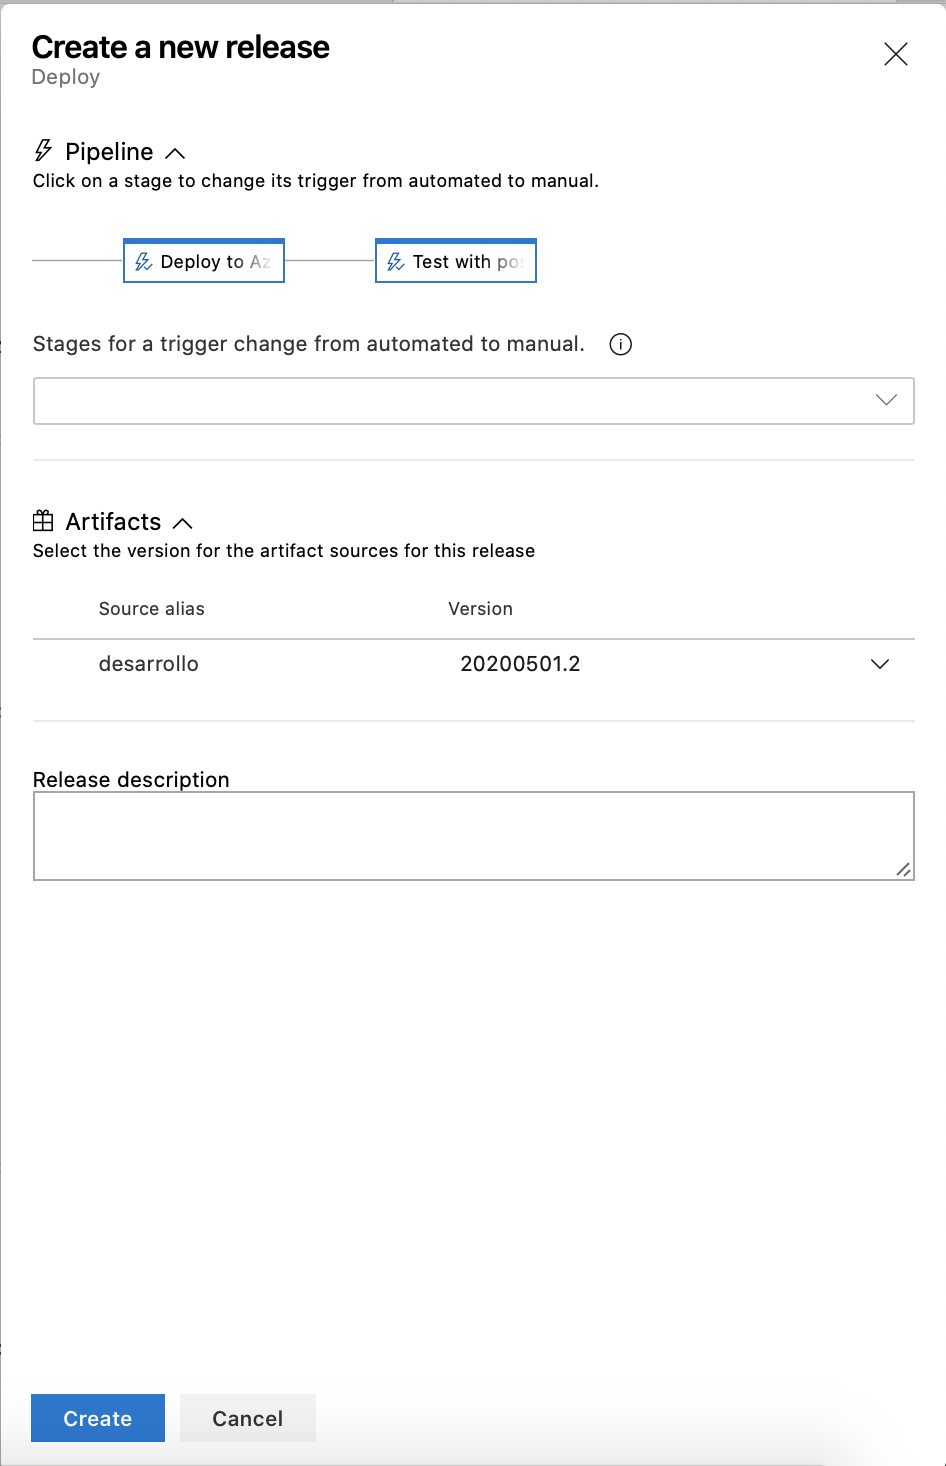 Create a new release
Deploy
Pipeline
Click on a stage to change its trigger from automated to manual.
Deploy to Az
Test with pos
Stages for a trigger change from automated to manual.
Artifacts
Select the version for the artifact sources for this release
Source alias Version
desarrollo 20200501.2
Release description
Create Cancel